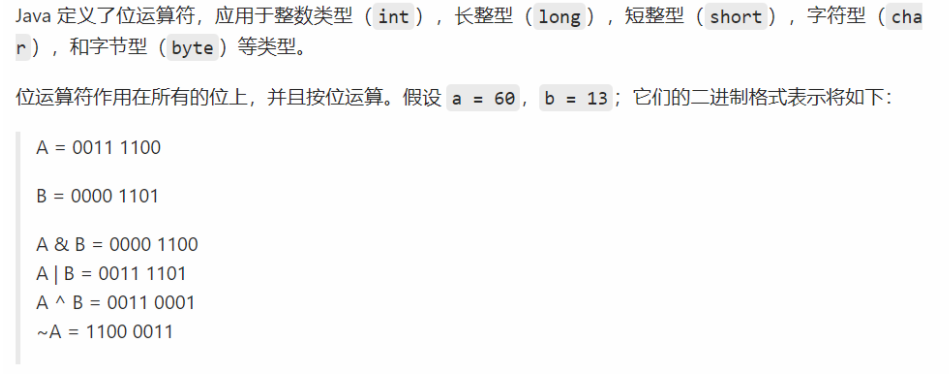 Java 定义了位运算符，应用于整数类型（int），长整型（long），短整型（short），字符型（cha
r），和字节型（byte）等类型。
位运算符作用在所有的位上，并且按位运算。假设 a = 60，b = 13；它们的二进制格式表示将如下：
A = 0011 1100
B = 0000 1101
A & B = 0000 1100
A | B = 0011 1101
A ^ B = 0011 0001
~A = 1100 0011